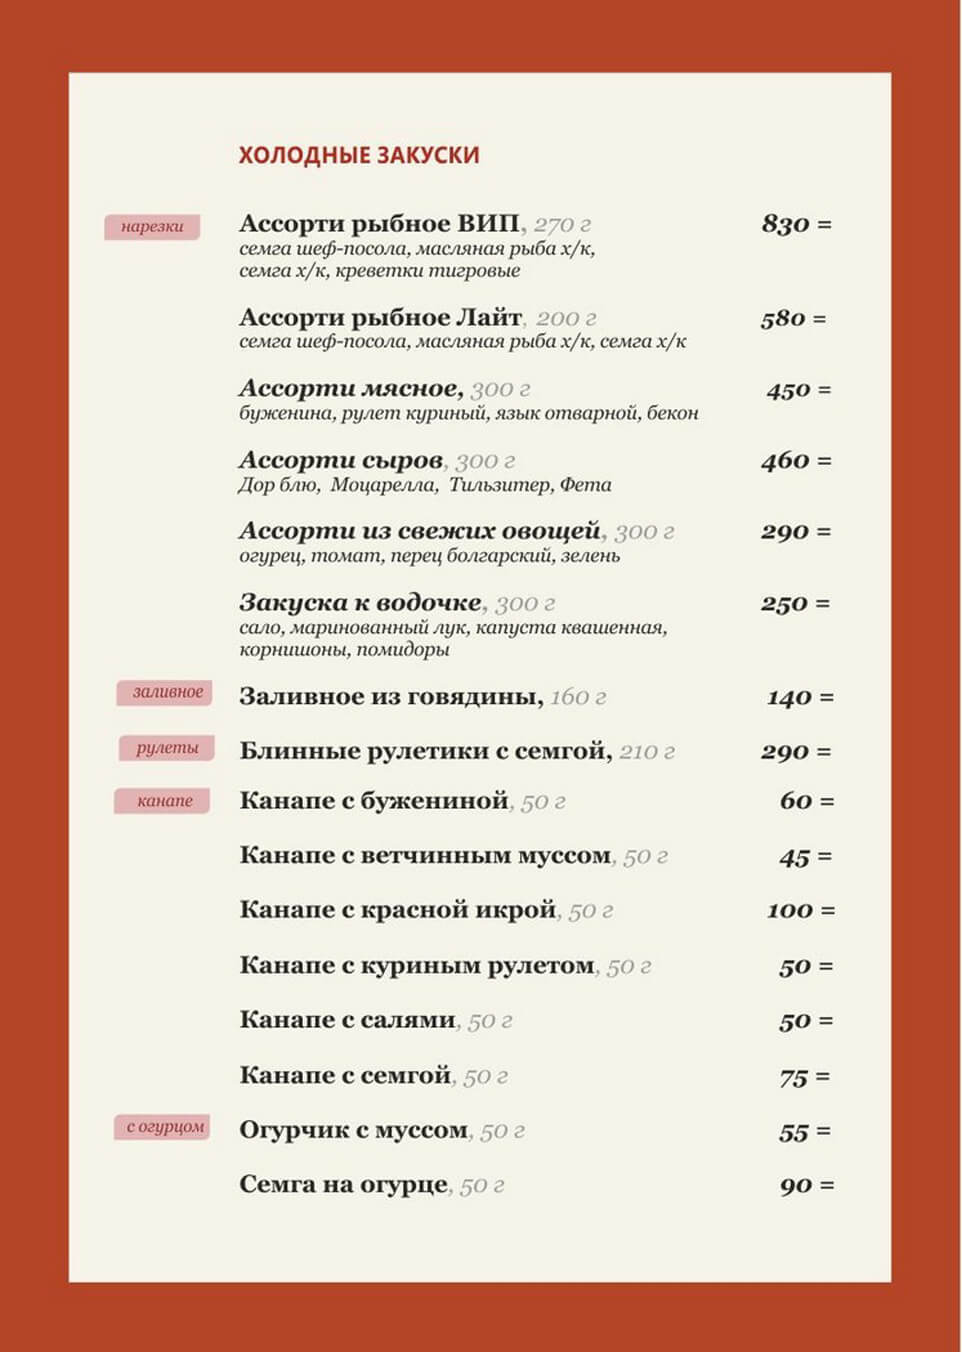 ХОЛОДНЫЕ ЗАКУСКИ
нарезки
Ассорти рыбное ВИП, 270 г 830 =
семга шеф-посола, масляная рыба х/к,
семга х/к, креветки тигровые
Ассорти рыбное Лайт, 200 г 580 =
семга шеф-посола, масляная рыба х/к, семга х/к
Ассорти мясное, 300 г 450 =
буженина, рулет куриный, язык отварной, бекон
Ассорти сыров, 300 г 460 =
Дор блю, Моцарелла, Тильзитер, Фета
Ассорти из свежих овощей, 300 г 290 =
огурец, томат, перец болгарский, зелень
Закуска к водочке, 300 г 250 =
сало, маринованный лук, капуста квашенная,
корнишоны, помидоры
заливное
Заливное из говядины, 160 г 140 =
рулеты
Блинные рулетики с семгой, 210 г 290 =
канапе
Канапе с бужениной, 50 г 60 =
Канапе с ветчинным муссом, 50 г 45 =
Канапе с красной икрой, 50 г 100 =
Канапе с куриным рулетом, 50 г 50 =
Канапе с салями, 50 г 50 =
Канапе с семгой, 50 г 75 =
с огурцом
Огурчик с муссом, 50 г 55 =
Семга на огурце, 50 г 90 =